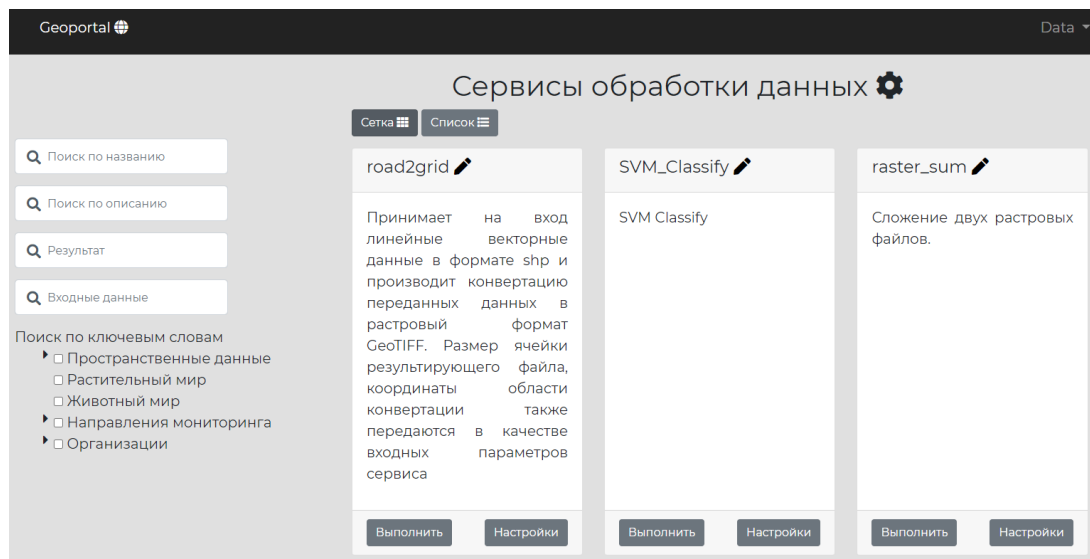 Geoportal
Data
Сервисы обработки данных
Сетка
Список
Поиск по названию
Поиск по описанию
Результат
Входные данные
Поиск по ключевым словам
Пространственные данные
Растительный мир
Животный мир
Направления мониторинга
Организации
road2grid
Принимает на вход
линейные векторные
данные в формате shp и
производит конвертацию
переданных данных в
растровый формат
GeoTIFF. Размер ячейки
результирующего файла,
координаты области
конвертации также
передаются в качестве
входных параметров
сервиса
Выполнить
Настройки
SVM_Classify
SVM Classify
Выполнить
Настройки
raster_sum
Сложение двух растровых
файлов.
Выполнить
Настройки